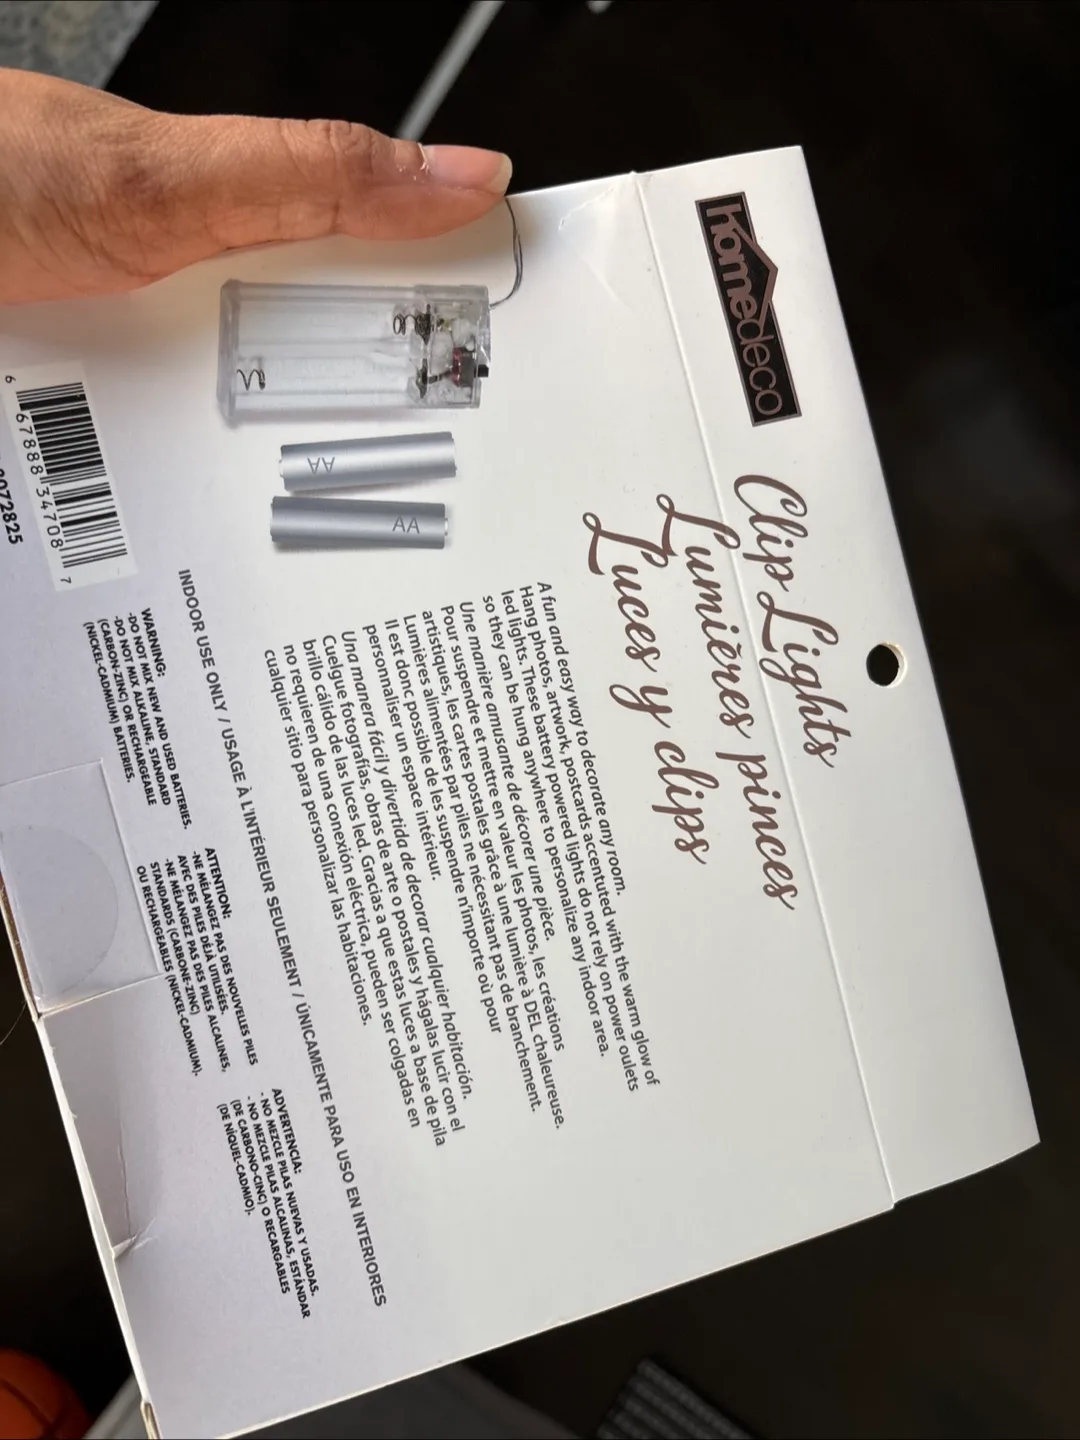 homedeco
Clip Lights
Lumières pinces
Luces y clips
A fun and easy way to decorate any room.
Hang photos, artwork, postcards accentuted with the warm glow of
led lights. These battery powered lights do not rely on power oulets
so they can be hung anywhere to personalize any indoor area.
Une manière amusante de décorer une pièce.
Pour suspendre et mettre en valeur les photos, les créations
artistiques, les cartes postales grâce à une lumière à DEL chaleureuse.
Lumières alimentées par piles ne nécessitant pas de branchement.
Il est donc possible de les suspendre n'importe où pour
personnaliser un espace intérieur.
Una manera fácil y divertida de decorar cualquier habitación.
Cuelgue fotografías, obras de arte o postales y hágalas lucir con el
brillo cálido de las luces led. Gracias a que estas luces a base de pila
no requieren de una conexión eléctrica, pueden ser colgadas en
cualquier sitio para personalizar las habitaciones.
AA
AA
INDOOR USE ONLY / USAGE À L'INTÉRIEUR SEULEMENT / ÚNICAMENTE PARA USO EN INTERIORES
WARNING:
-DO NOT MIX NEW AND USED BATTERIES.
-DO NOT MIX ALKALINE, STANDARD
(CARBON-ZINC) OR RECHARGEABLE
(NICKEL-CADMIUM) BATTERIES.
ATTENTION:
-NE MÉLANGEZ PAS DES NOUVELLES PILES
AVEC DES PILES DÉJÀ UTILISÉES.
-NE MÉLANGEZ PAS DES PILES ALCALINES,
STANDARDS (CARBONE-ZINC)
OU RECHARGEABLES (NICKEL-CADMIUM).
ADVERTENCIA:
- NO MEZCLE PILAS NUEVAS Y USADAS.
- NO MEZCLE PILAS ALCALINAS, ESTÁNDAR
(DE CARBONO-CINC) O RECARGABLES
(DE NÍQUEL-CADMIO).
6 67888 34708 7
2072825